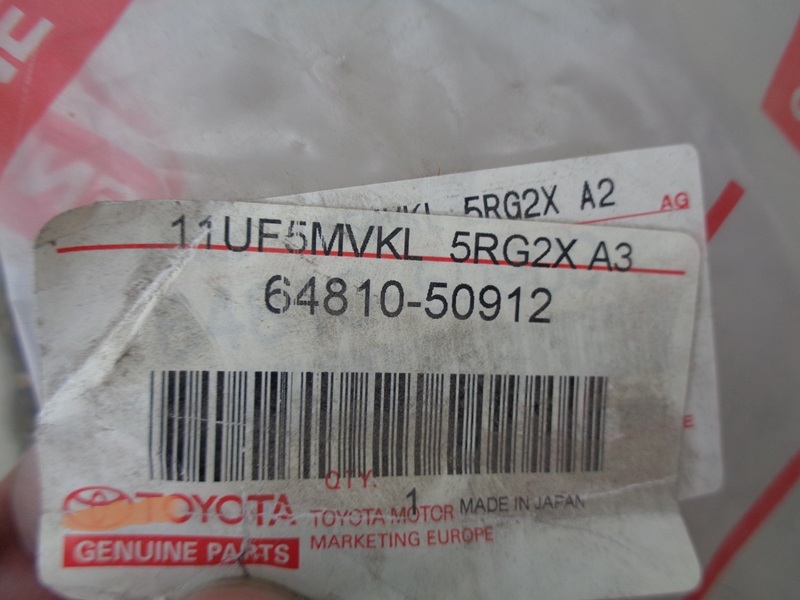 5RG2X A2
AG
11UF5MVKL 5RG2X A3
64810-50912
QTY.
1
MADE IN JAPAN
TOYOTA
TOYOTA MOTOR
MARKETING EUROPE
GENUINE PARTS
E